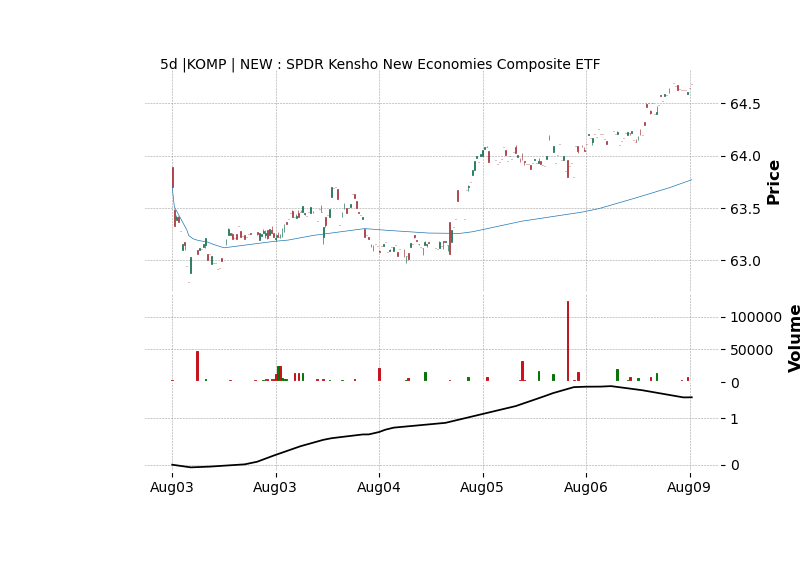 5d |KOMP | NEW : SPDR Kensho New Economies Composite ETF
64.5
64.0
63.5
63.0
Price
100000
50000
0
Volume
1
0
Aug03 Aug03 Aug04 Aug05 Aug06 Aug09